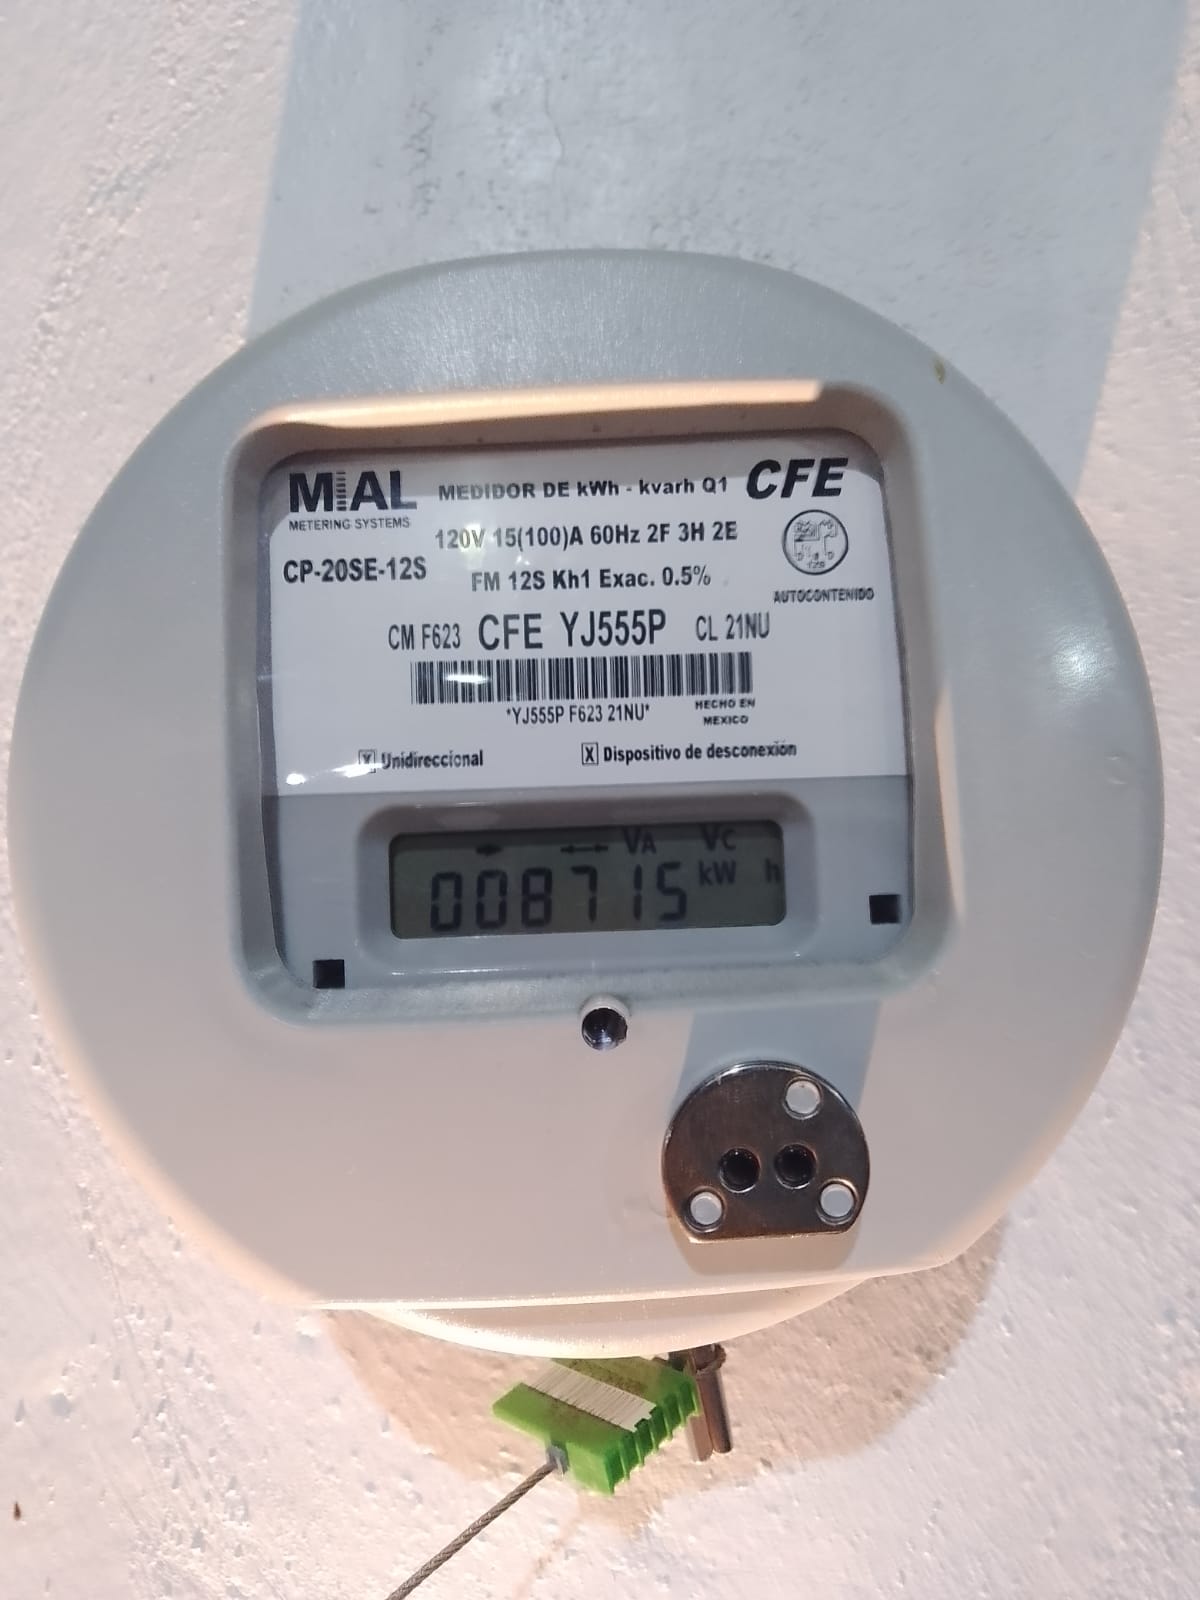 MIAL CFE
METERING SYSTEMS
MEDIDOR DE kWh - kvarh Q1
120V 15(100)A 60Hz 2F 3H 2E
CP-20SE-12S
FM 12S Kh1 Exac. 0.5%
12S
AUTOCONTENIDO
CM F623 CFE YJ555P CL 21NU
*YJ555P F623 21NU*
HECHO EN
MEXICO
X Unidireccional X Dispositivo de desconexión
VA VC
008715 kW h